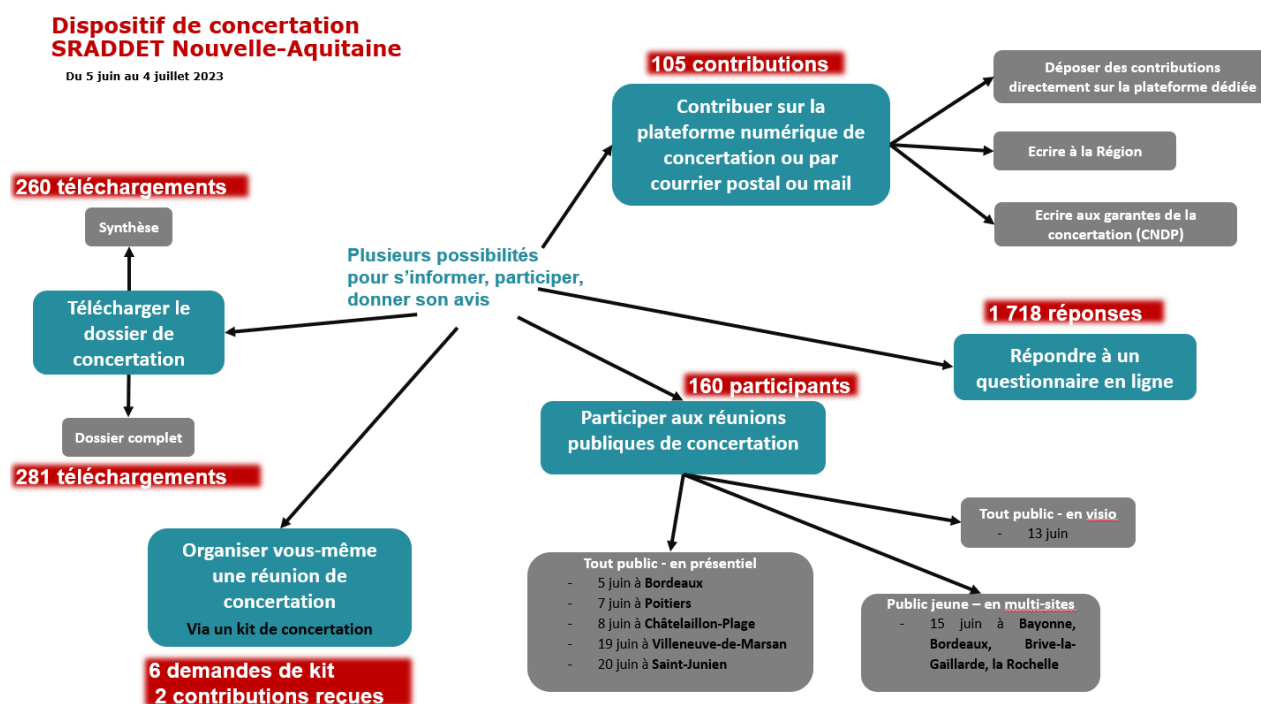 Dispositif de concertation
SRADDET Nouvelle-Aquitaine
Du 5 juin au 4 juillet 2023
105 contributions
Contribuer sur la
plateforme numérique de
concertation ou par
courrier postal ou mail
Déposer des contributions
directement sur la plateforme dédiée
Ecrire à la Région
Ecrire aux garantes de la
concertation (CNDP)
260 téléchargements
Synthèse
Télécharger le
dossier de
concertation
Dossier complet
281 téléchargements
Plusieurs possibilités
pour s’informer, participer,
donner son avis
1 718 réponses
Répondre à un
questionnaire en ligne
160 participants
Participer aux réunions
publiques de concertation
Tout public - en visio
- 13 juin
Tout public - en présentiel
- 5 juin à Bordeaux
- 7 juin à Poitiers
- 8 juin à Châtelaillon-Plage
- 19 juin à Villeneuve-de-Marsan
- 20 juin à Saint-Junien
Public jeune – en multi-sites
- 15 juin à Bayonne,
Bordeaux, Brive-la-
Gaillarde, la Rochelle
Organiser vous-même
une réunion de
concertation
Via un kit de concertation
6 demandes de kit
2 contributions reçues